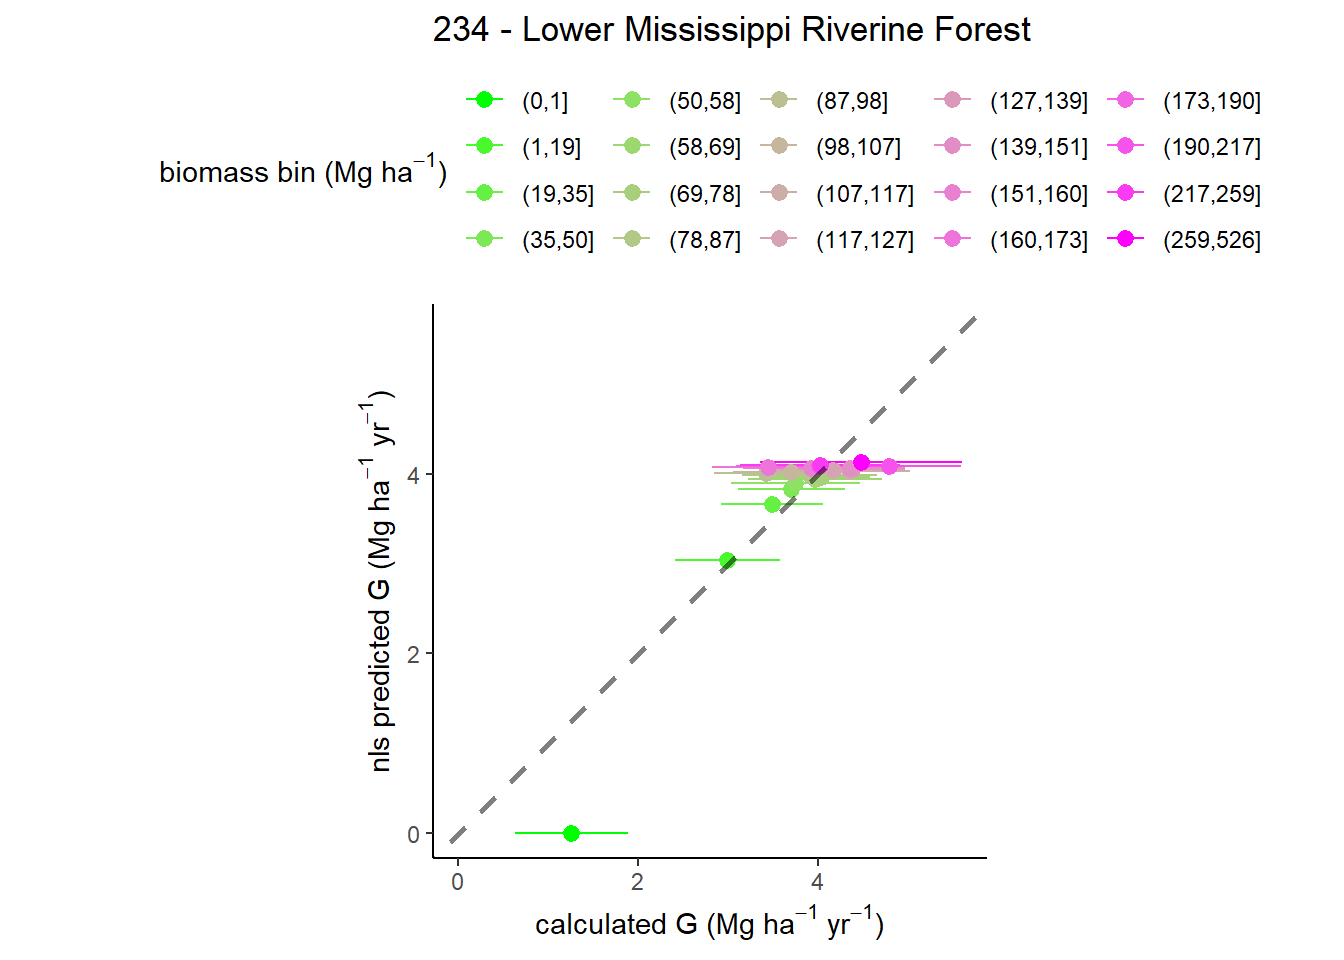 234 - Lower Mississippi Riverine Forest
(0,1] (50,58] (87,98] (127,139] (173,190]
(1,19] (58,69] (98,107] (139,151] (190,217]
biomass bin (Mg ha⁻¹)
(19,35] (69,78] (107,117] (151,160] (217,259]
(35,50] (78,87] (117,127] (160,173] (259,526]
nls predicted G (Mg ha⁻¹ yr⁻¹)
4
2
0
0 2 4
calculated G (Mg ha⁻¹ yr⁻¹)